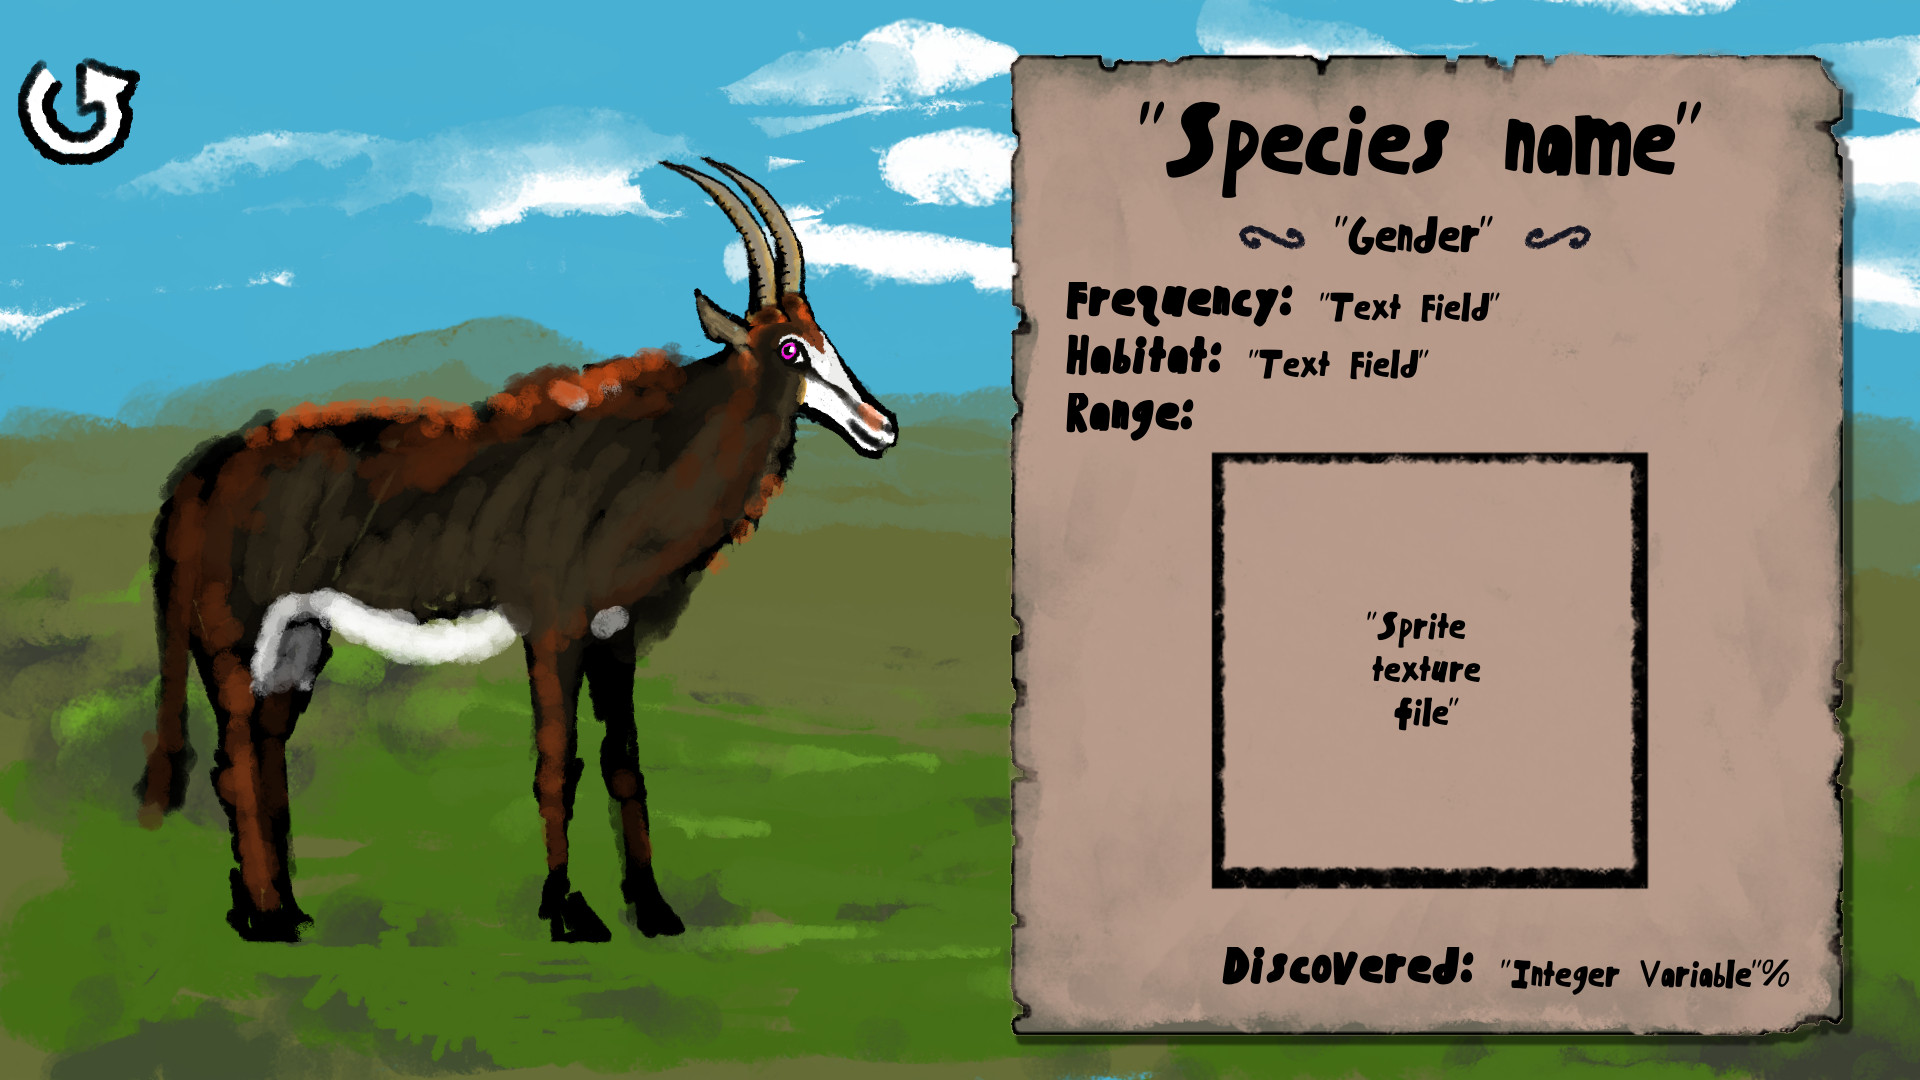 "Species name"
"Gender"
Frequency: "Text Field"
Habitat: "Text Field"
Range:
"Sprite
texture
file"
Discovered: "Integer Variable"%